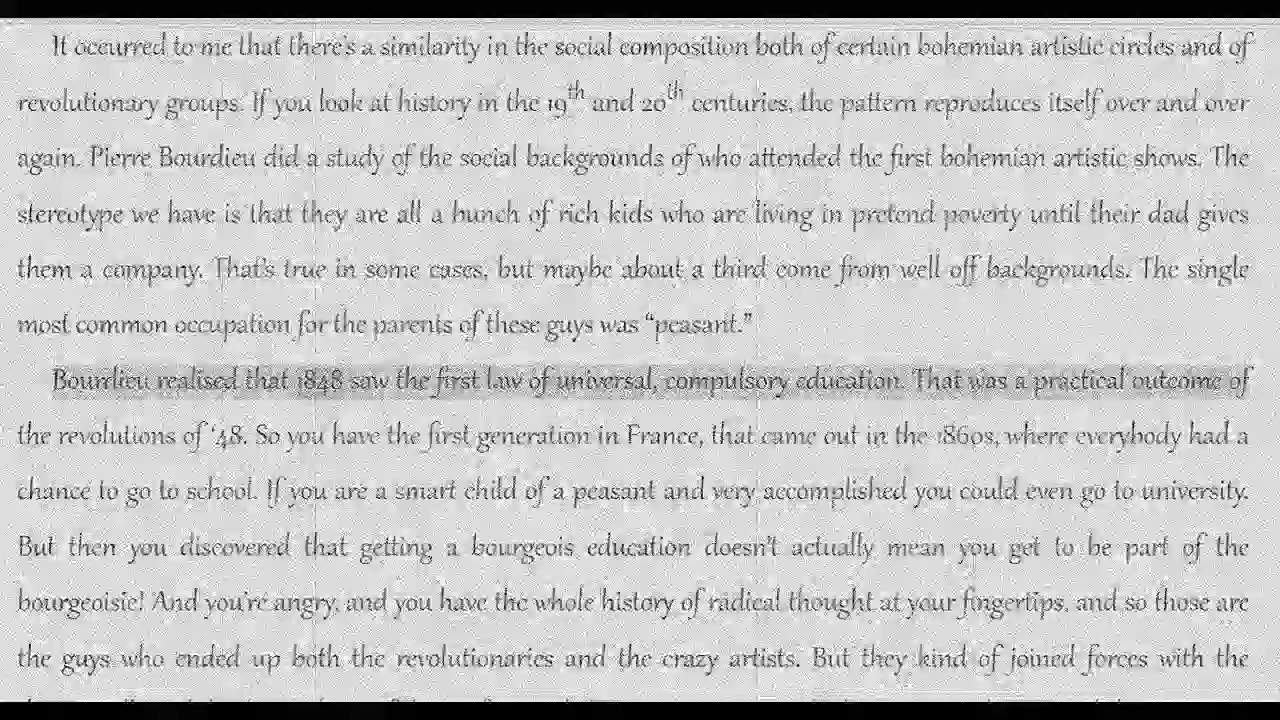 It occurred to me that there's a similarity in the social composition both of certain bohemian artistic circles and of
revolutionary groups. If you look at history in the 19th and 20th centuries, the pattern reproduces itself over and over
again. Pierre Bourdieu did a study of the social backgrounds of who attended the first bohemian artistic shows. The
stereotype we have is that they are all a bunch of rich kids who are living in pretend poverty until their dad gives
them a company. That's true in some cases, but maybe about a third come from well off backgrounds. The single
most common occupation for the parents of these guys was “peasant.”
Bourdieu realised that 1848 saw the first law of universal, compulsory education. That was a practical outcome of
the revolutions of ‘48. So you have the first generation in France, that came out in the 1860s, where everybody had a
chance to go to school. If you are a smart child of a peasant and very accomplished you could even go to university.
But then you discovered that getting a bourgeois education doesn't actually mean you get to be part of the
bourgeoisie! And you're angry, and you have the whole history of radical thought at your fingertips, and so those are
the guys who ended up both the revolutionaries and the crazy artists. But they kind of joined forces with the